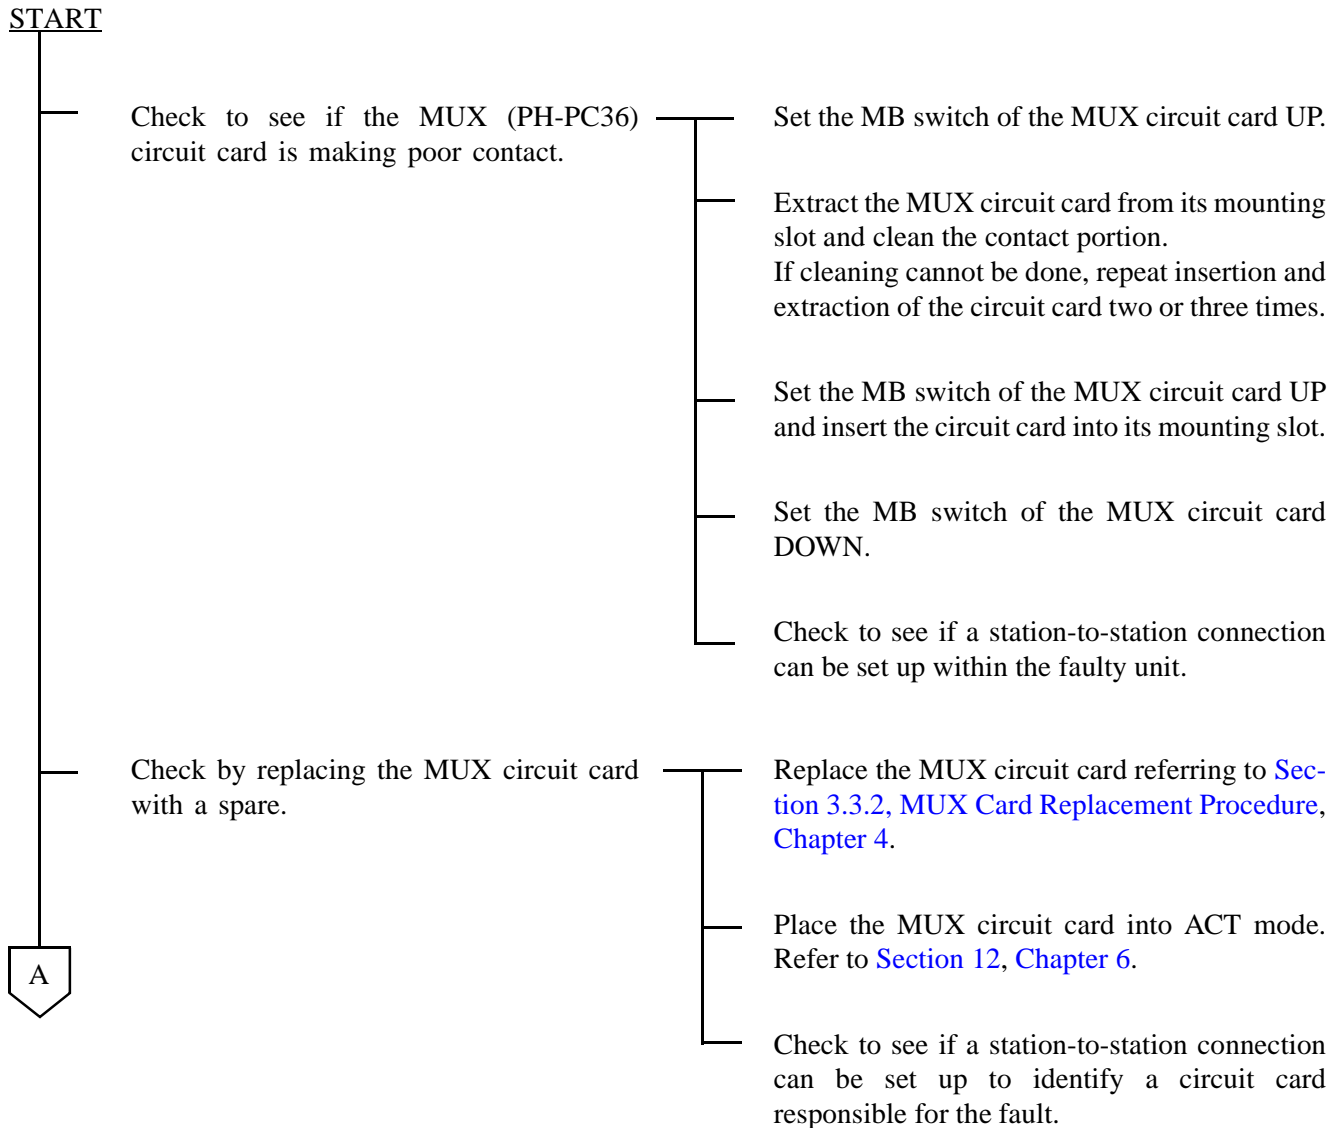 START
Check to see if the MUX (PH-PC36)
circuit card is making poor contact.
Set the MB switch of the MUX circuit card UP.
Extract the MUX circuit card from its mounting
slot and clean the contact portion.
If cleaning cannot be done, repeat insertion and
extraction of the circuit card two or three times.
Set the MB switch of the MUX circuit card UP
and insert the circuit card into its mounting slot.
Set the MB switch of the MUX circuit card
DOWN.
Check to see if a station-to-station connection
can be set up within the faulty unit.
Check by replacing the MUX circuit card
with a spare.
Replace the MUX circuit card referring to Sec-
tion 3.3.2, MUX Card Replacement Procedure,
Chapter 4.
Place the MUX circuit card into ACT mode.
Refer to Section 12, Chapter 6.
Check to see if a station-to-station connection
can be set up to identify a circuit card
responsible for the fault.
A